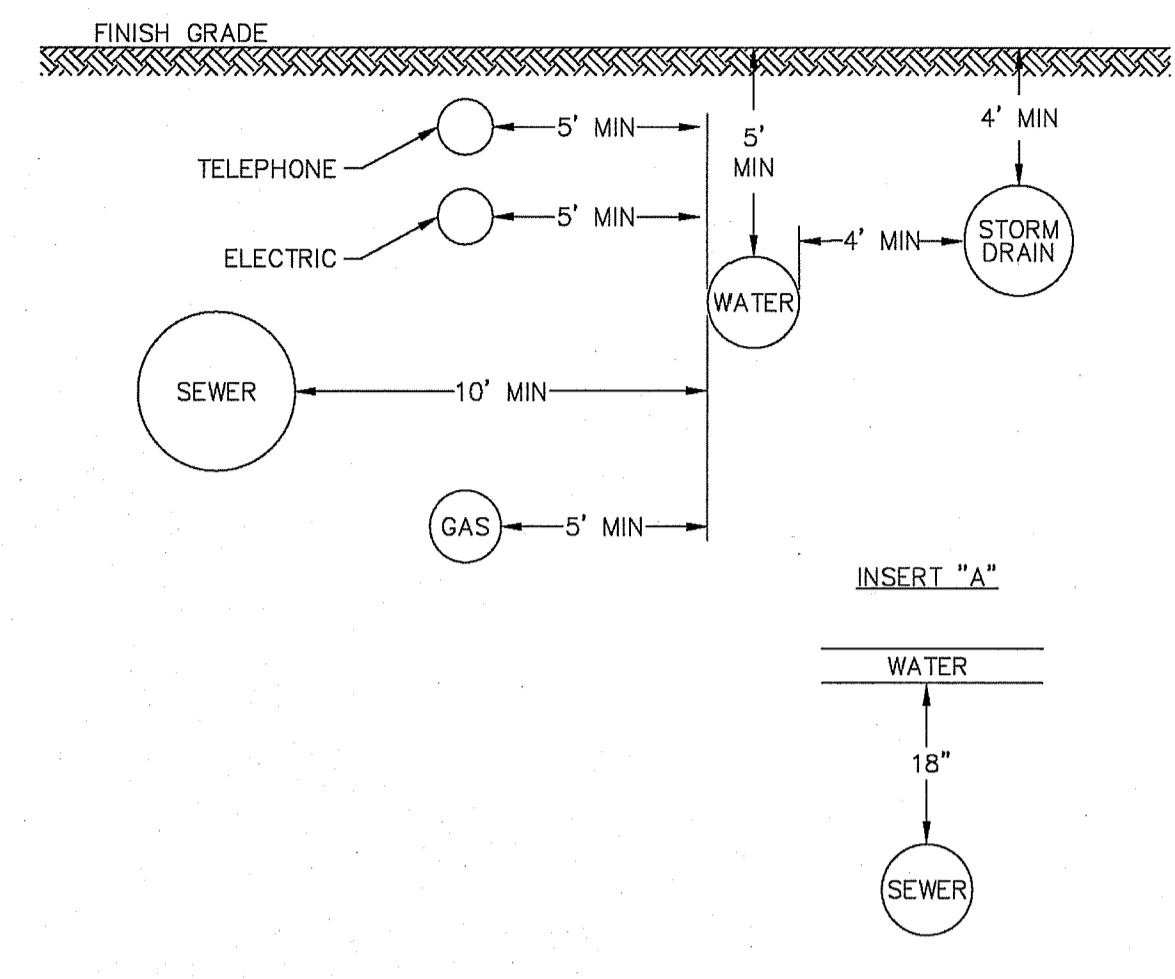 FINISH GRADE
5' MIN
4' MIN
5'
MIN
TELEPHONE
5' MIN
ELECTRIC
4' MIN
STORM
DRAIN
WATER
SEWER
10' MIN
GAS
5' MIN
INSERT "A"
WATER
18"
SEWER